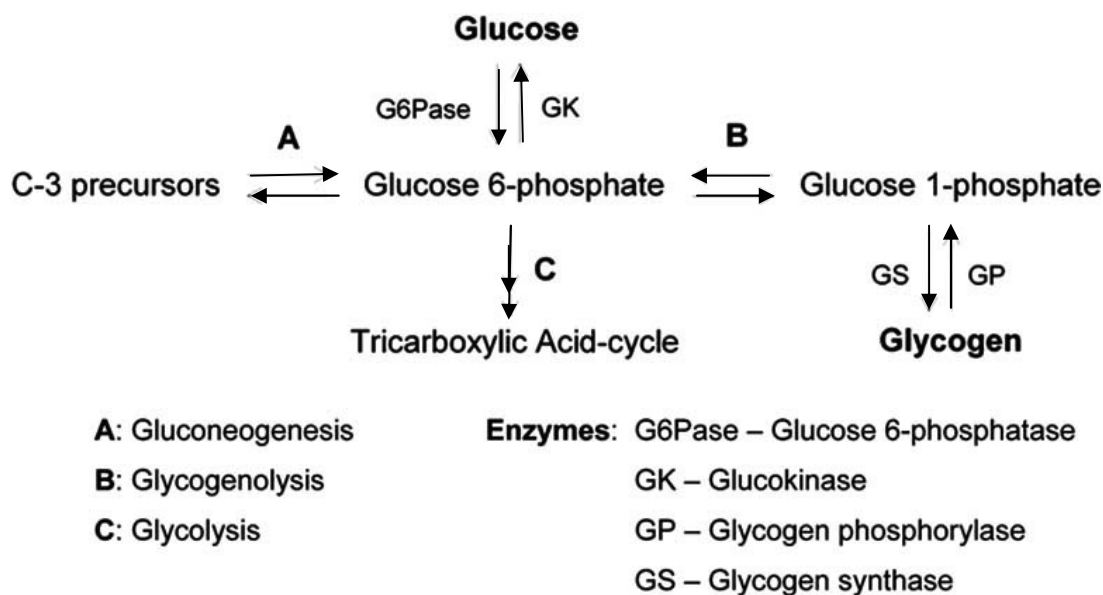 Glucose
G6Pase GK
A B
C-3 precursors Glucose 6-phosphate Glucose 1-phosphate
C GS GP
Tricarboxylic Acid-cycle Glycogen
A: Gluconeogenesis Enzymes: G6Pase – Glucose 6-phosphatase
B: Glycogenolysis GK – Glucokinase
C: Glycolysis GP – Glycogen phosphorylase
GS – Glycogen synthase